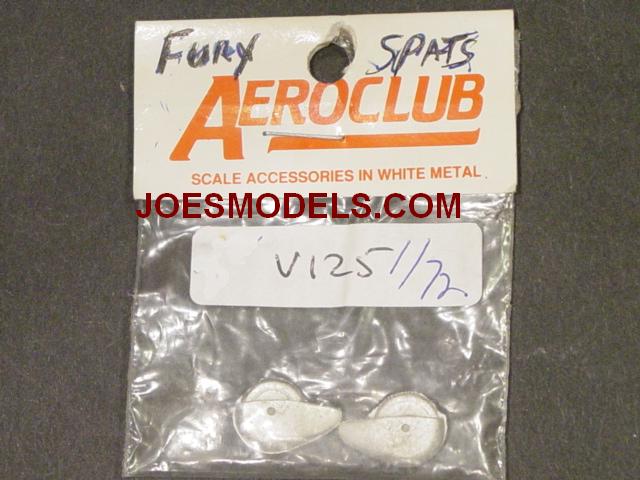 Fury SPATS
AEROCLUB
SCALE ACCESSORIES IN WHITE METAL
JOESMODELS.COM
V125 1/72